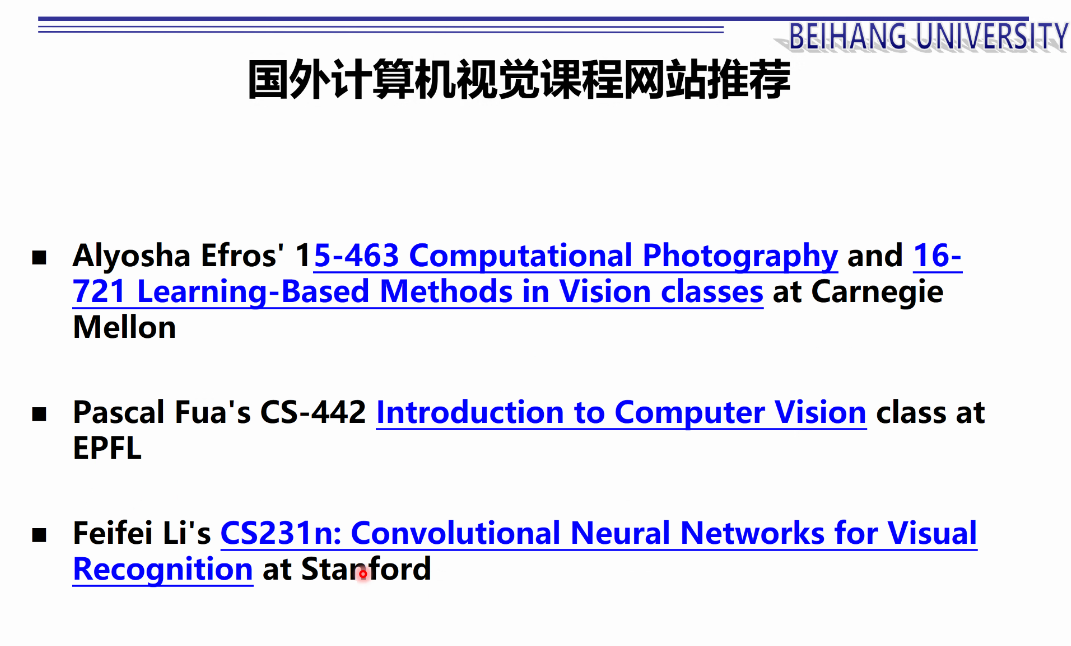 BEIHANG UNIVERSITY
国外计算机视觉课程网站推荐
Alyosha Efros' 15-463 Computational Photography and 16-
721 Learning-Based Methods in Vision classes at Carnegie
Mellon
Pascal Fua's CS-442 Introduction to Computer Vision class at
EPFL
Feifei Li's CS231n: Convolutional Neural Networks for Visual
Recognition at Stanford